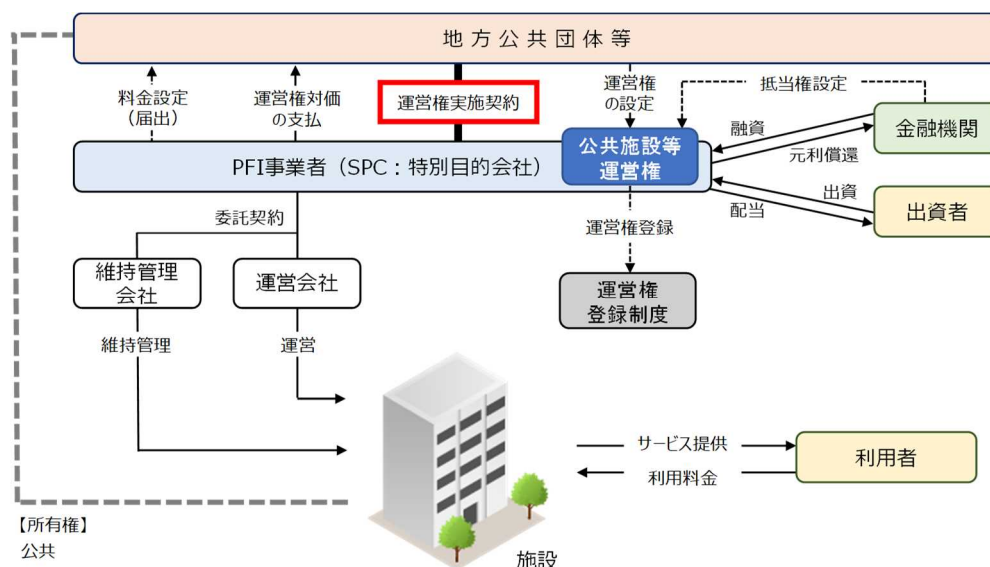 地方公共団体等
料金設定
（届出）
運営権対価
の支払
運営権実施契約
運営権
の設定
抵当権設定
融資
元利償還
金融機関
PFI事業者（SPC：特別目的会社）
公共施設等
運営権
出資
配当
出資者
委託契約
運営権登録
維持管理
会社
運営会社
運営権
登録制度
維持管理
運営
サービス提供
利用料金
利用者
【所有権】
公共
施設